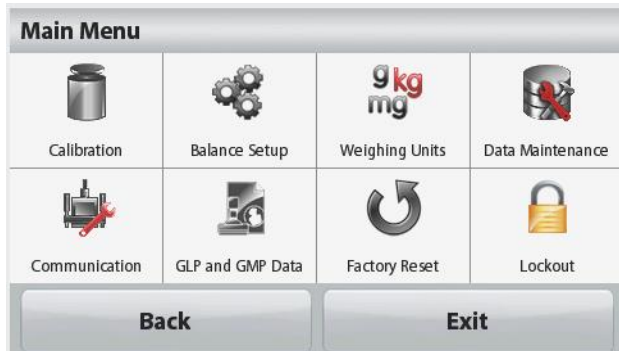 Main Menu
g kg
mg
Calibration
Balance Setup
Weighing Units
Data Maintenance
Communication
GLP and GMP Data
Factory Reset
Lockout
Back
Exit